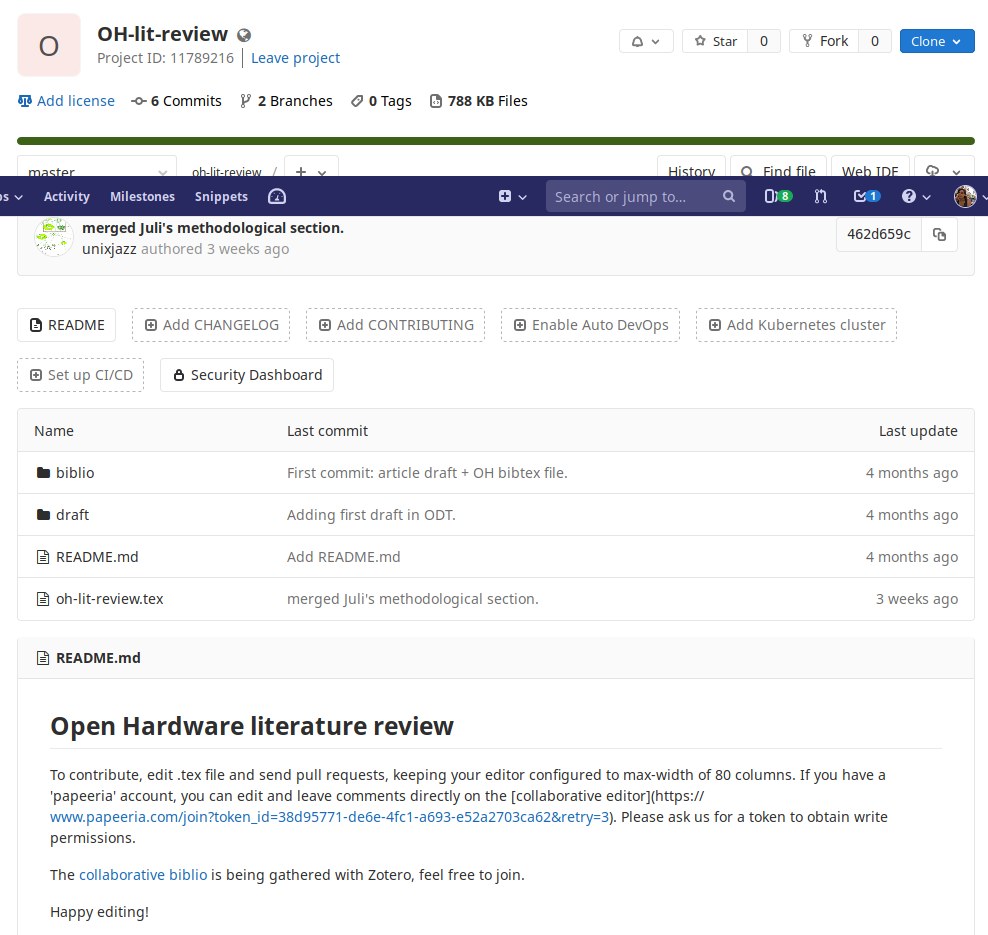 O
OH-lit-review
Project ID: 11789216
Leave project
Star 0
Fork 0
Clone
Add license
6 Commits
2 Branches
0 Tags
788 KB Files
master
oh-lit-review /
History
Find file
Web IDE
Activity
Milestones
Snippets
Search or jump to...
8
1
merged Juli's methodological section.
unixjazz authored 3 weeks ago
462d659c
README
Add CHANGELOG
Add CONTRIBUTING
Enable Auto DevOps
Add Kubernetes cluster
Set up CI/CD
Security Dashboard
Name Last commit Last update
biblio First commit: article draft + OH bibtex file. 4 months ago
draft Adding first draft in ODT. 4 months ago
README.md Add README.md 4 months ago
oh-lit-review.tex merged Juli's methodological section. 3 weeks ago
README.md
Open Hardware literature review
To contribute, edit .tex file and send pull requests, keeping your editor configured to max-width of 80 columns. If you have a
'papeeria' account, you can edit and leave comments directly on the [collaborative editor](https://
www.papeeria.com/join?token_id=38d95771-de6e-4fc1-a693-e52a2703ca62&retry=3). Please ask us for a token to obtain write
permissions.
The collaborative biblio is being gathered with Zotero, feel free to join.
Happy editing!